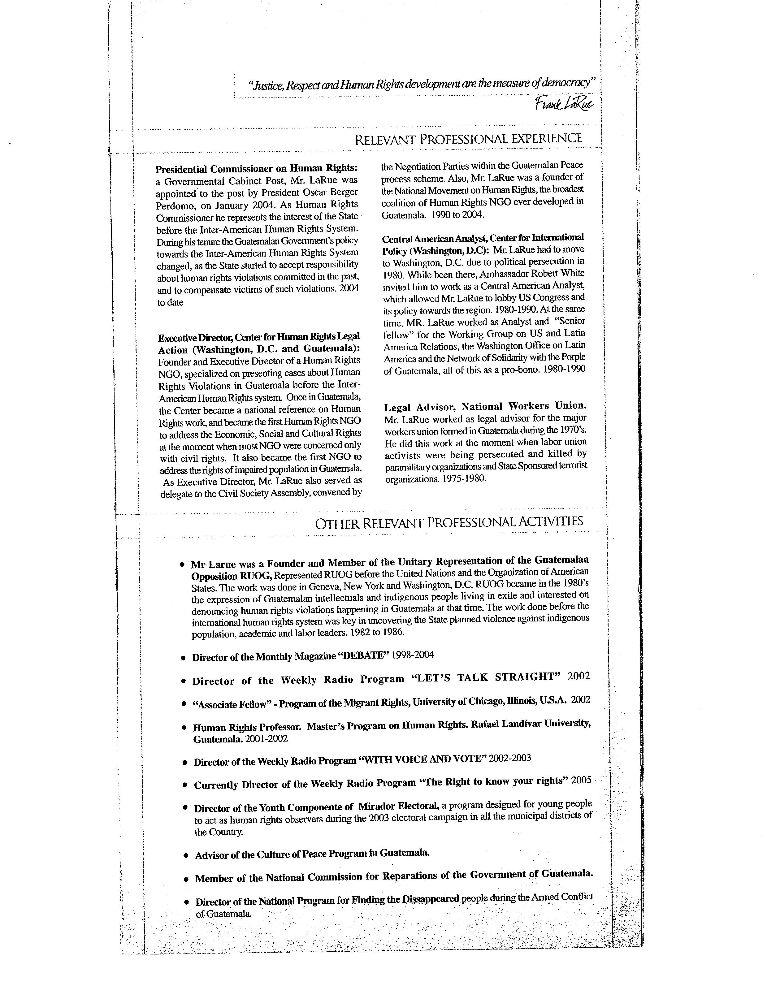 “Justice, Respect and Human Rights development are the measure of democracy”
Frank LaRue
RELEVANT PROFESSIONAL EXPERIENCE
Presidential Commissioner on Human Rights:
a Governmental Cabinet Post, Mr. LaRue was
appointed to the post by President Oscar Berger
Perdomo, on January 2004. As Human Rights
Commissioner he represents the interest of the State
before the Inter-American Human Rights System.
During his tenure the Guatemalan Government’s policy
towards the Inter-American Human Rights System
changed, as the State started to accept responsibility
about human rights violations committed in the past,
and to compensate victims of such violations. 2004
to date
Executive Director, Center for Human Rights Legal
Action (Washington, D.C. and Guatemala):
Founder and Executive Director of a Human Rights
NGO, specialized on presenting cases about Human
Rights Violations in Guatemala before the Inter-
American Human Rights system. Once in Guatemala,
the Center became a national reference on Human
Rights work, and became the first Human Rights NGO
to address the Economic, Social and Cultural Rights
at the moment when most NGO were concerned only
with civil rights. It also became the first NGO to
address the rights of impaired population in Guatemala.
As Executive Director, Mr. LaRue also served as
delegate to the Civil Society Assembly, convened by
the Negotiation Parties within the Guatemalan Peace
process scheme. Also, Mr. LaRue was a founder of
the National Movement on Human Rights, the broadest
coalition of Human Rights NGO ever developed in
Guatemala. 1990 to 2004.
Central American Analyst, Center for International
Policy (Washington, D.C): Mr. LaRue had to move
to Washington, D.C. due to political persecution in
1980. While been there, Ambassador Robert White
invited him to work as a Central American Analyst,
which allowed Mr. LaRue to lobby US Congress and
its policy towards the region. 1980-1990. At the same
time, MR. LaRue worked as Analyst and “Senior
fellow” for the Working Group on US and Latin
America Relations, the Washington Office on Latin
America and the Network of Solidarity with the Porple
of Guatemala, all of this as a pro-bono. 1980-1990
Legal Advisor, National Workers Union.
Mr. LaRue worked as legal advisor for the major
workers union formed in Guatemala during the 1970’s.
He did this work at the moment when labor union
activists were being persecuted and killed by
paramilitary organizations and State Sponsored terrorist
organizations. 1975-1980.
OTHER RELEVANT PROFESSIONAL ACTIVITIES
• Mr Larue was a Founder and Member of the Unitary Representation of the Guatemalan
Opposition RUOG, Represented RUOG before the United Nations and the Organization of American
States. The work was done in Geneva, New York and Washington, D.C. RUOG became in the 1980’s
the expression of Guatemalan intellectuals and indigenous people living in exile and interested on
denouncing human rights violations happening in Guatemala at that time. The work done before the
international human rights system was key in uncovering the State planned violence against indigenous
population, academic and labor leaders. 1982 to 1986.
• Director of the Monthly Magazine “DEBATE” 1998-2004
• Director of the Weekly Radio Program “LET’S TALK STRAIGHT” 2002
• “Associate Fellow” - Program of the Migrant Rights, University of Chicago, Illinois, U.S.A. 2002
• Human Rights Professor. Master’s Program on Human Rights. Rafael Landívar University,
Guatemala. 2001-2002
• Director of the Weekly Radio Program “WITH VOICE AND VOTE” 2002-2003
• Currently Director of the Weekly Radio Program “The Right to know your rights” 2005
• Director of the Youth Componente of Mirador Electoral, a program designed for young people
to act as human rights observers during the 2003 electoral campaign in all the municipal districts of
the Country.
• Advisor of the Culture of Peace Program in Guatemala.
• Member of the National Commission for Reparations of the Government of Guatemala.
• Director of the National Program for Finding the Dissappeared people during the Armed Conflict
of Guatemala.